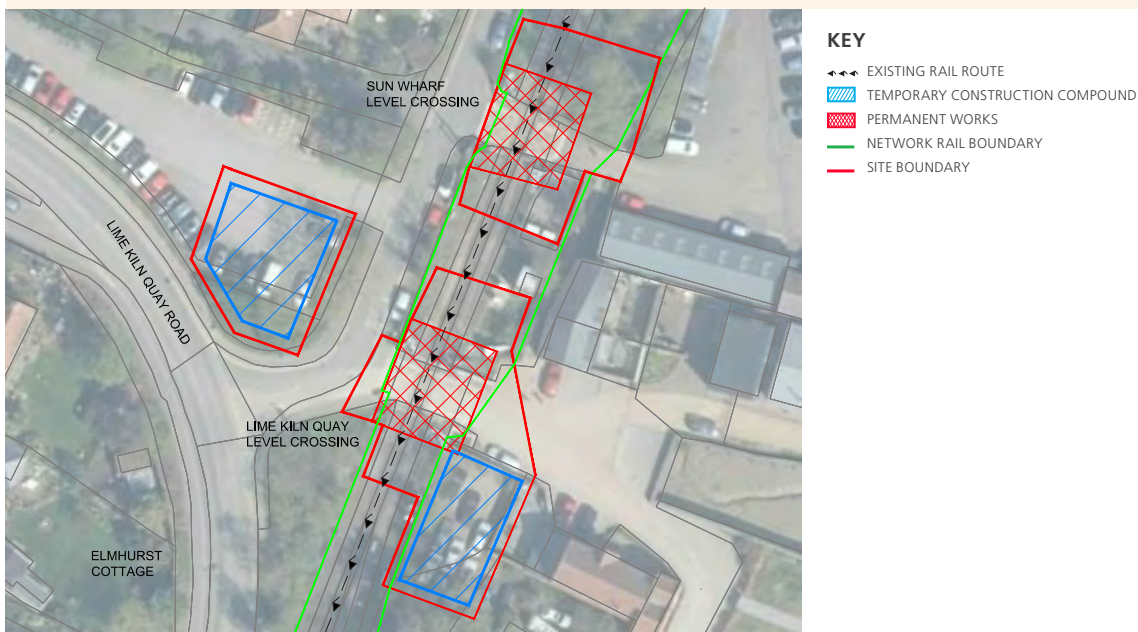 SUN WHARF
LEVEL CROSSING
LIME KILN QUAY ROAD
LIME KILN QUAY
LEVEL CROSSING
ELMHURST
COTTAGE
KEY
EXISTING RAIL ROUTE
TEMPORARY CONSTRUCTION COMPOUND
PERMANENT WORKS
NETWORK RAIL BOUNDARY
SITE BOUNDARY